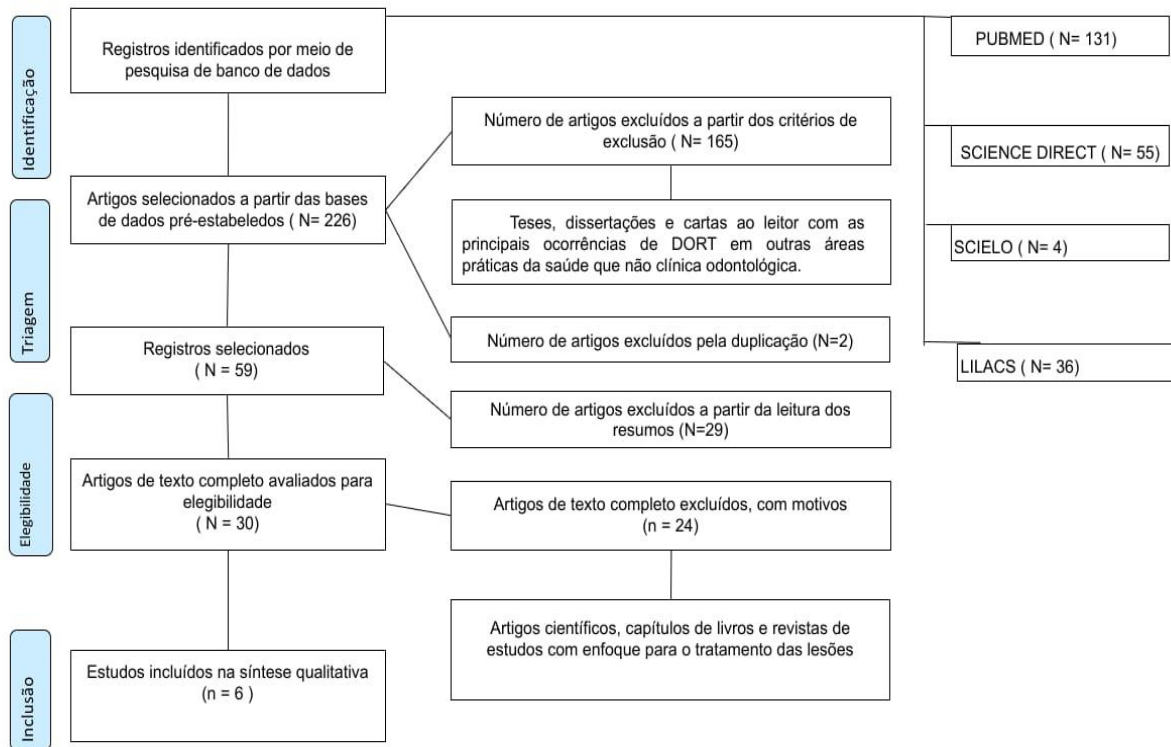 Identificação
Registros identificados por meio de
pesquisa de banco de dados
PUBMED ( N= 131)
SCIENCE DIRECT ( N= 55)
SCIELO ( N= 4)
LILACS ( N= 36)
Número de artigos excluídos a partir dos critérios de
exclusão ( N= 165)
Triagem
Artigos selecionados a partir das bases
de dados pré-estabeledos ( N= 226)
Teses, dissertações e cartas ao leitor com as
principais ocorrências de DORT em outras áreas
práticas da saúde que não clínica odontológica.
Número de artigos excluídos pela duplicação (N=2)
Registros selecionados
( N = 59)
Número de artigos excluídos a partir da leitura dos
resumos (N=29)
Elegibilidade
Artigos de texto completo avaliados para
elegibilidade
( N = 30)
Artigos de texto completo excluídos, com motivos
(n = 24)
Artigos científicos, capítulos de livros e revistas de
estudos com enfoque para o tratamento das lesões
Inclusão
Estudos incluídos na síntese qualitativa
(n = 6 )